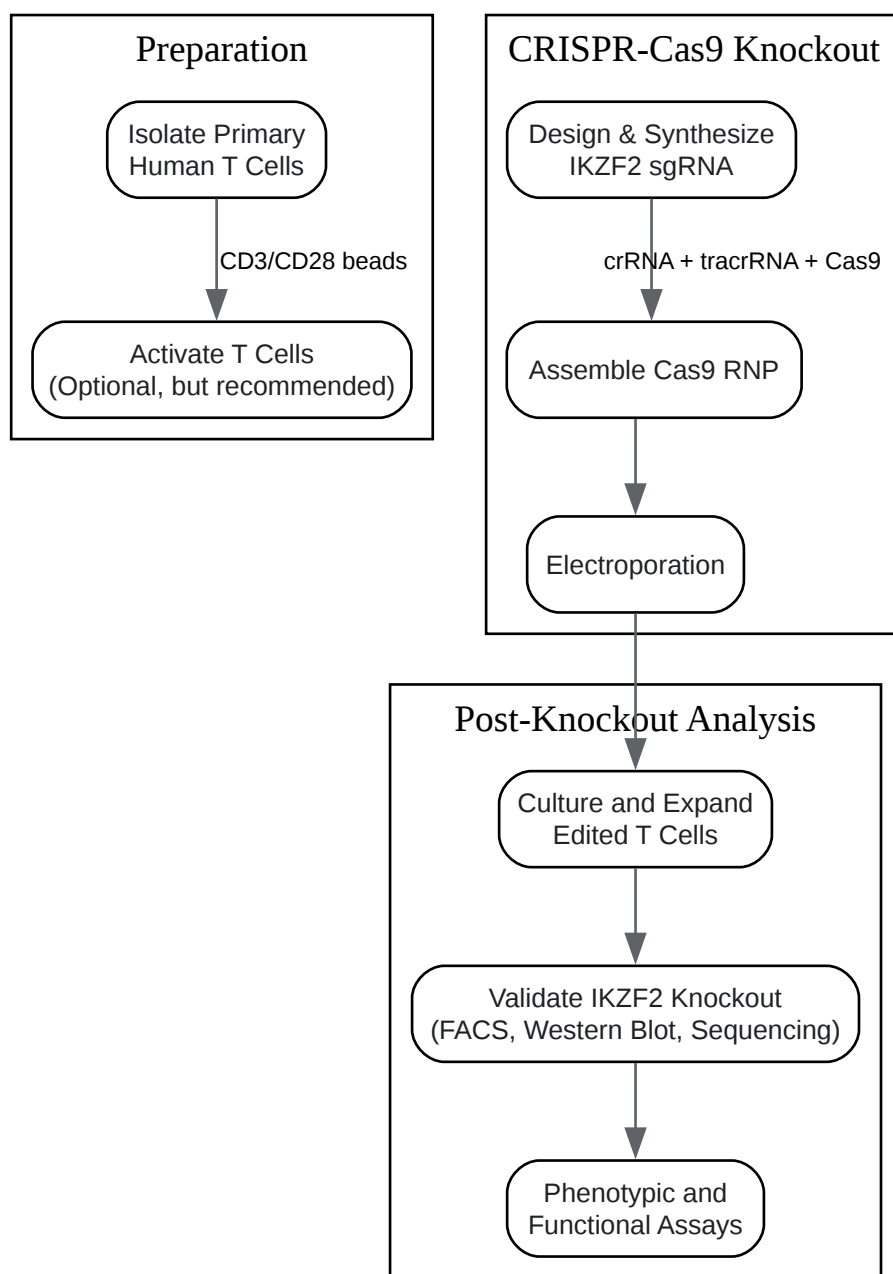 Preparation
Isolate Primary
Human T Cells
CD3/CD28 beads
Activate T Cells
(Optional, but recommended)
CRISPR-Cas9 Knockout
Design & Synthesize
IKZF2 sgRNA
crRNA + tracrRNA + Cas9
Assemble Cas9 RNP
Electroporation
Post-Knockout Analysis
Culture and Expand
Edited T Cells
Validate IKZF2 Knockout
(FACS, Western Blot, Sequencing)
Phenotypic and
Functional Assays